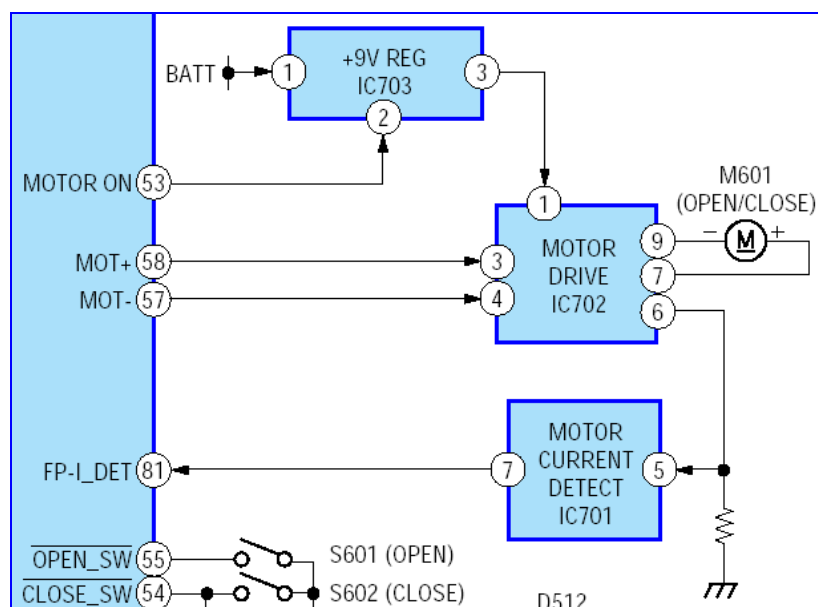 BATT
1
+9V REG
IC703
3
2
MOTOR ON
53
1
M601
(OPEN/CLOSE)
MOT+
58
3
MOTOR
DRIVE
IC702
9
− M +
7
MOT-
57
4
6
FP-I_DET
81
7
MOTOR
CURRENT
DETECT
IC701
5
OPEN_SW
55
S601 (OPEN)
CLOSE_SW
54
S602 (CLOSE)
D512